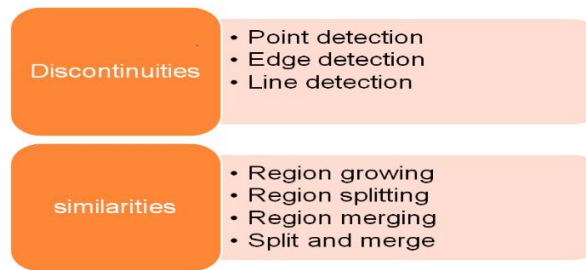 Discontinuities
• Point detection
• Edge detection
• Line detection
similarities
• Region growing
• Region splitting
• Region merging
• Split and merge